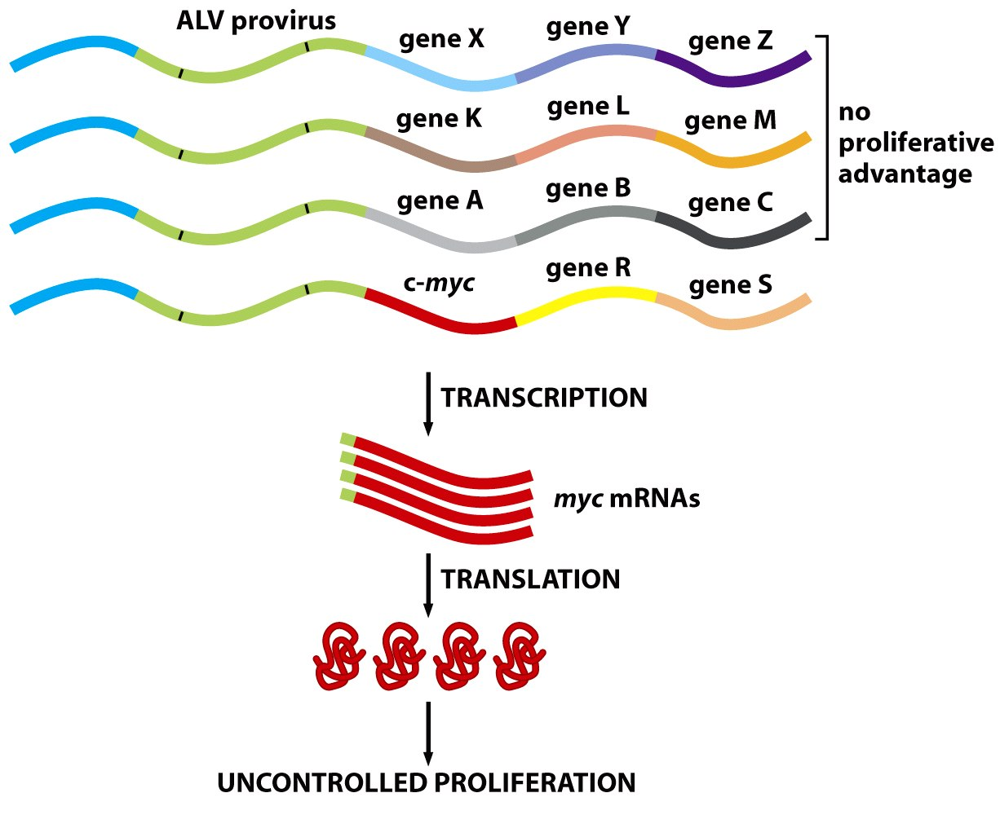 ALV provirus
gene X
gene Y
gene Z
gene K
gene L
gene M
no
proliferative
advantage
gene A
gene B
gene C
c-myc
gene R
gene S
TRANSCRIPTION
myc mRNAs
TRANSLATION
UNCONTROLLED PROLIFERATION